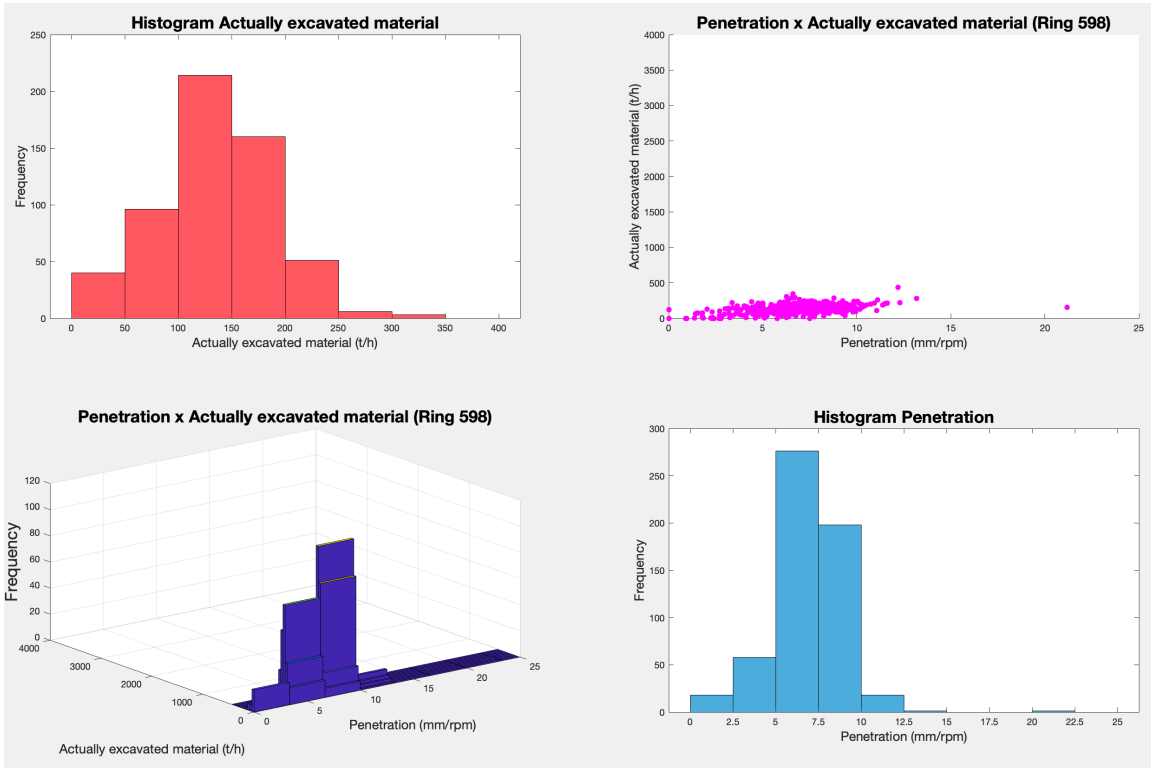 Histogram Actually excavated material
250
200
150
100
50
0
Frequency
0 50 100 150 200 250 300 350 400
Actually excavated material (t/h)
Penetration x Actually excavated material (Ring 598)
4000
3500
3000
2500
2000
1500
1000
500
0
Actually excavated material (t/h)
0 5 10 15 20 25
Penetration (mm/rpm)
Penetration x Actually excavated material (Ring 598)
120
100
80
60
40
20
0
Frequency
4000
3000
2000
1000
0
0 5 10 15 20 25
Penetration (mm/rpm)
Actually excavated material (t/h)
Histogram Penetration
300
250
200
150
100
50
0
Frequency
0 2.5 5 7.5 10 12.5 15 17.5 20 22.5 25
Penetration (mm/rpm)